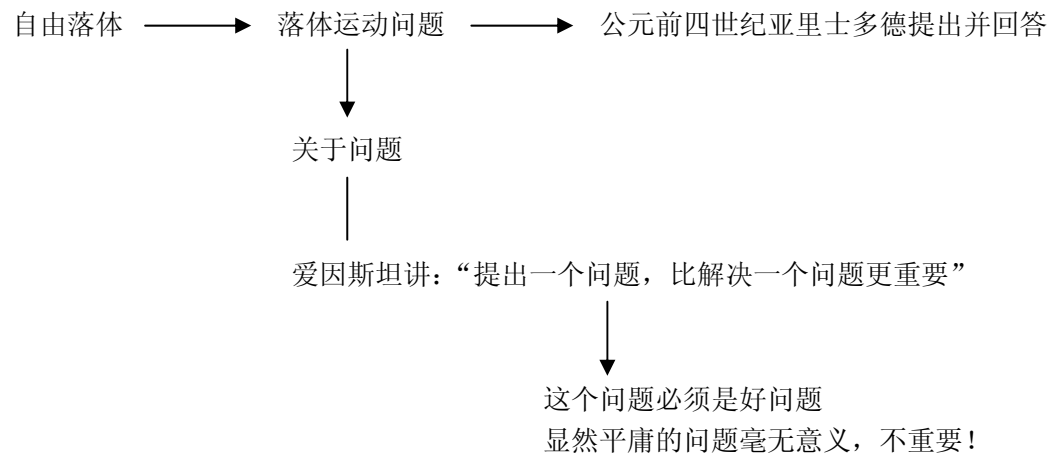 自由落体 落体运动问题 公元前四世纪亚里士多德提出并回答
关于问题
爱因斯坦讲：“提出一个问题，比解决一个问题更重要”
这个问题必须是好问题
显然平庸的问题毫无意义，不重要！